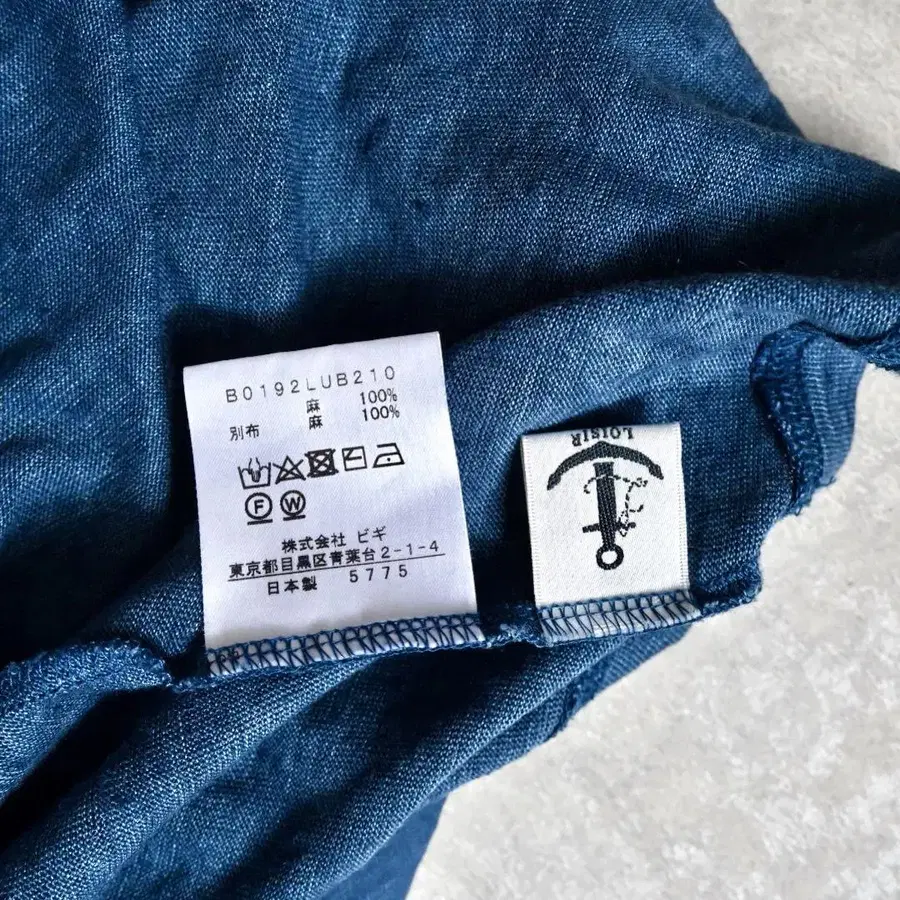 B0192LUB210
麻 100%
別布 麻 100%
F W
株式会社 ビギ
東京都目黒区青葉台2-1-4
日本製 5775
LOISIR